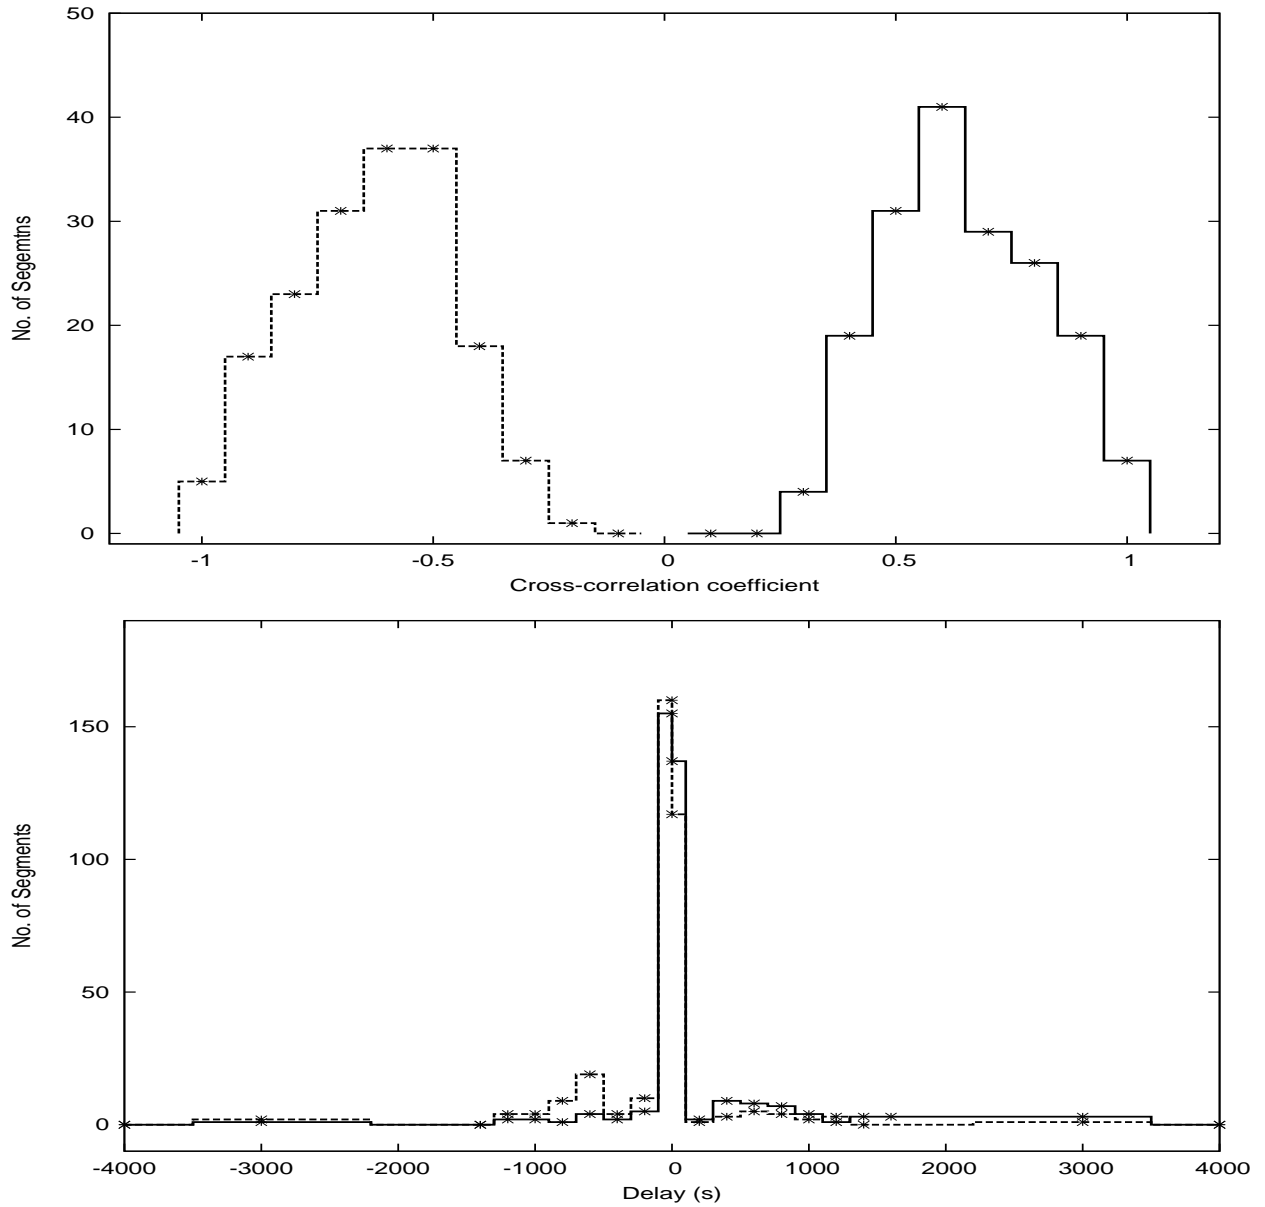 50
40
30
20
10
0
No. of Segemtns
-1 -0.5 0 0.5 1
Cross-correlation coefficient
150
100
50
0
No. of Segments
-4000 -3000 -2000 -1000 0 1000 2000 3000 4000
Delay (s)